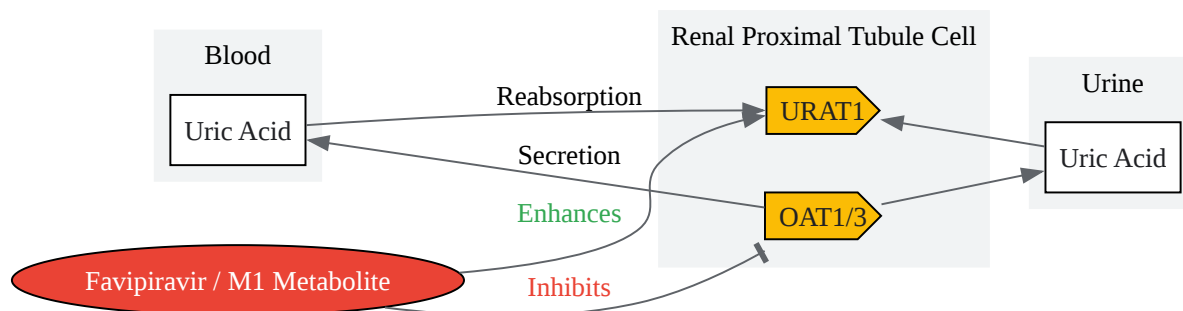 Renal Proximal Tubule Cell
Blood
Urine
Reabsorption
URAT1
Uric Acid
Secretion
Uric Acid
Enhances
OAT1/3
Favipiravir / M1 Metabolite
Inhibits